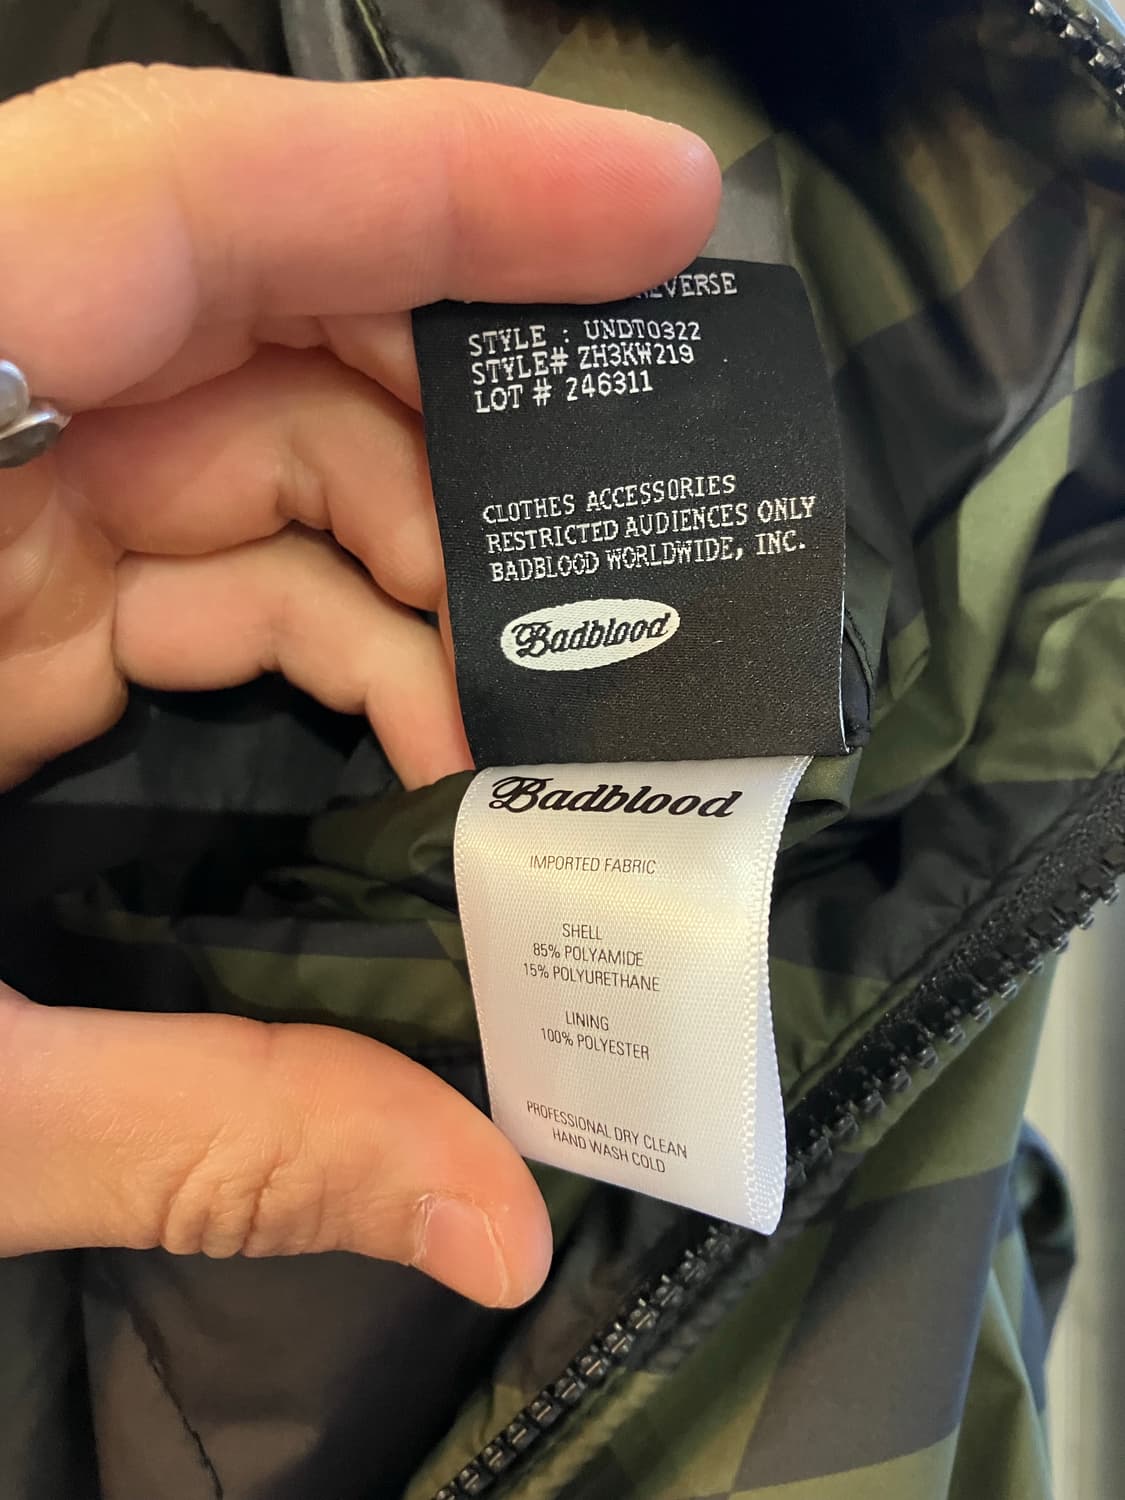 STYLE : UNDT0322
STYLE# ZH3KW219
LOT # 246311
CLOTHES ACCESSORIES
RESTRICTED AUDIENCES ONLY
BADBLOOD WORLDWIDE, INC.
Badblood
Badblood
IMPORTED FABRIC
SHELL
85% POLYAMIDE
15% POLYURETHANE
LINING
100% POLYESTER
PROFESSIONAL DRY CLEAN
HAND WASH COLD